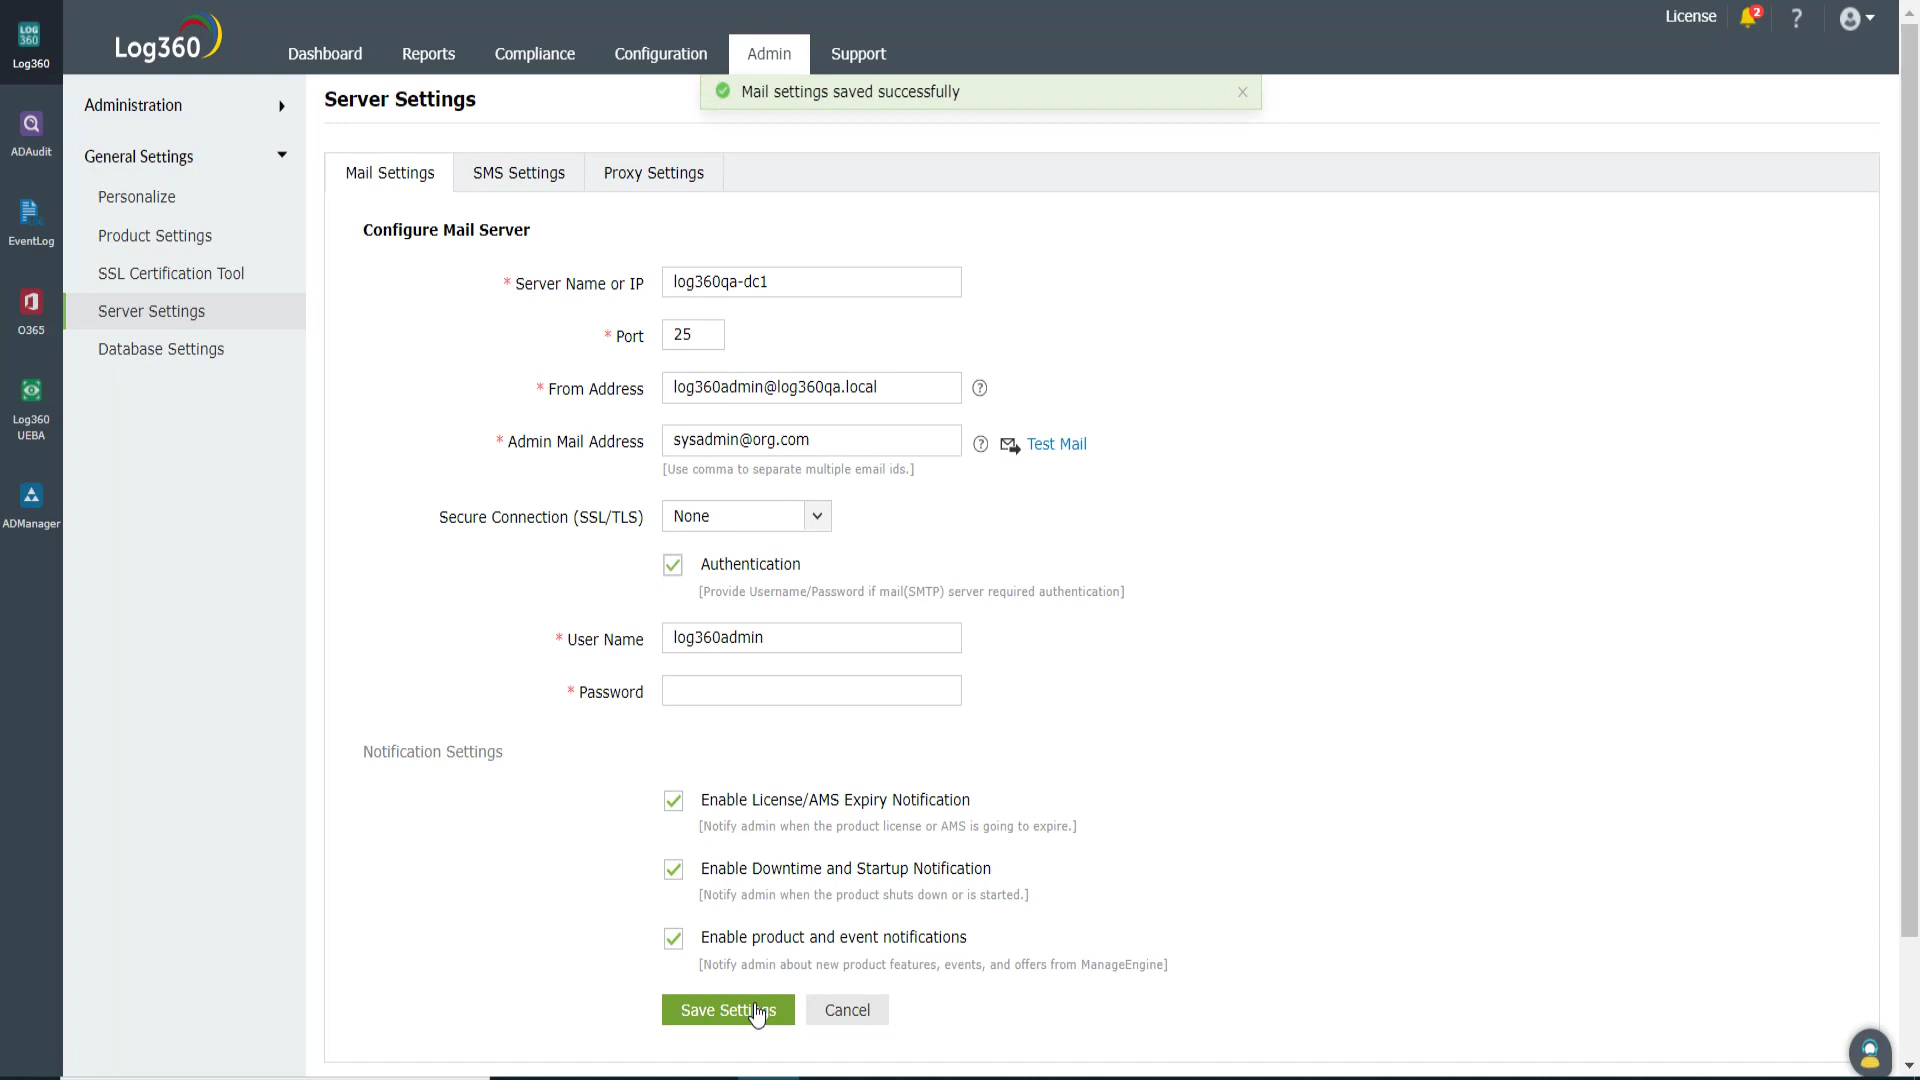 LOG
360
Log360
ADAudit
EventLog
O365
Log360
UEBA
ADManager
Log360
Dashboard
Reports
Compliance
Configuration
Admin
Support
License
2
?
Administration
General Settings
Personalize
Product Settings
SSL Certification Tool
Server Settings
Database Settings
Server Settings
Mail settings saved successfully
Mail Settings
SMS Settings
Proxy Settings
Configure Mail Server
* Server Name or IP
log360qa-dc1
* Port
25
* From Address
log360admin@log360qa.local
?
* Admin Mail Address
sysadmin@org.com
?
Test Mail
[Use comma to separate multiple email ids.]
Secure Connection (SSL/TLS)
None
Authentication
[Provide Username/Password if mail(SMTP) server required authentication]
* User Name
log360admin
* Password
Notification Settings
Enable License/AMS Expiry Notification
[Notify admin when the product license or AMS is going to expire.]
Enable Downtime and Startup Notification
[Notify admin when the product shuts down or is started.]
Enable product and event notifications
[Notify admin about new product features, events, and offers from ManageEngine]
Save Settings
Cancel